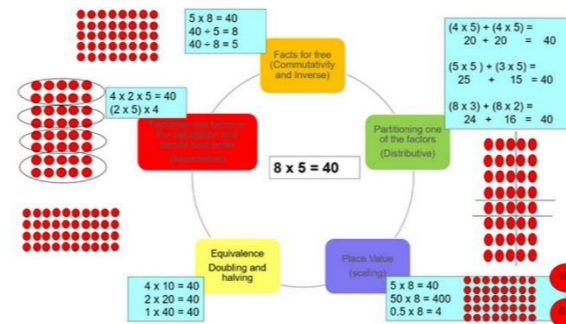 5 x 8 = 40
40 ÷ 5 = 8
40 ÷ 8 = 5
Facts for free
(Commutativity
and Inverse)
(4 x 5) + (4 x 5) =
20 + 20 = 40
(5 x 5 ) + (3 x 5) =
25 + 15 = 40
(8 x 3) + (8 x 2) =
24 + 16 = 40
4 x 2 x 5 = 40
(2 x 5) x 4
the calculation and
Partitioning one
of the factors
(Distributive)
8 x 5 = 40
Equivalence
Doubling and
halving
4 x 10 = 40
2 x 20 = 40
1 x 40 = 40
Place Value
(scaling)
5 x 8 = 40
50 x 8 = 400
0.5 x 8 = 4